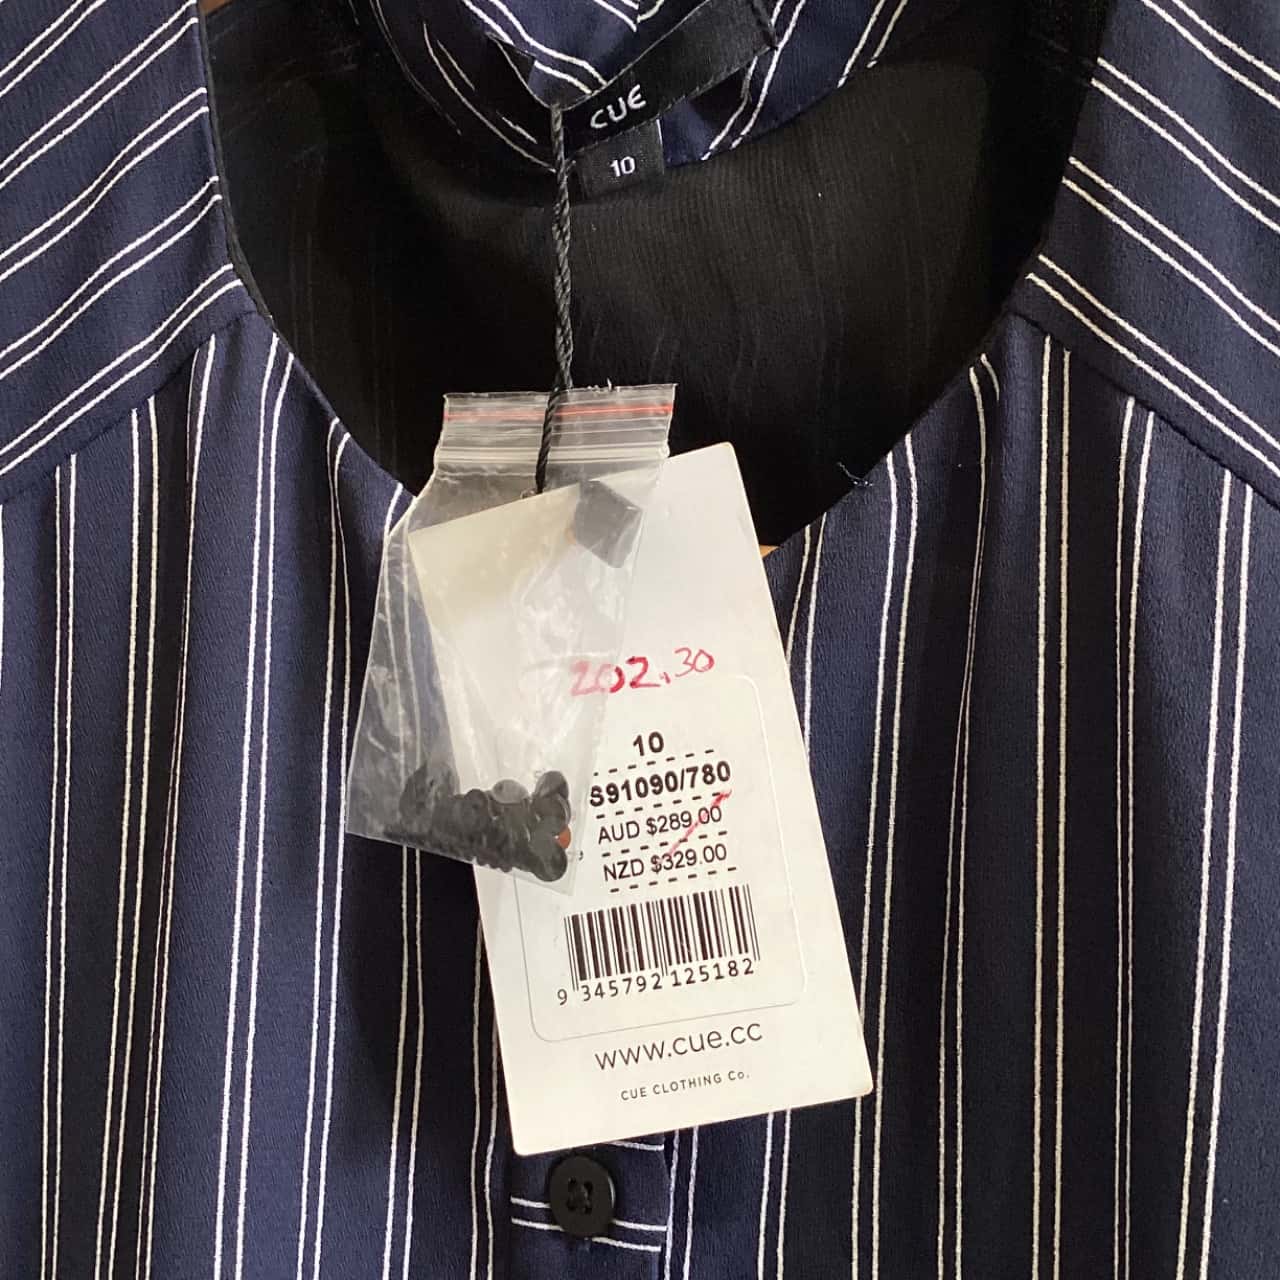 CUE
10
202.30
10
S91090/780
AUD $289.00
NZD $329.00
9 345792 125182
www.cue.cc
CUE CLOTHING Co.